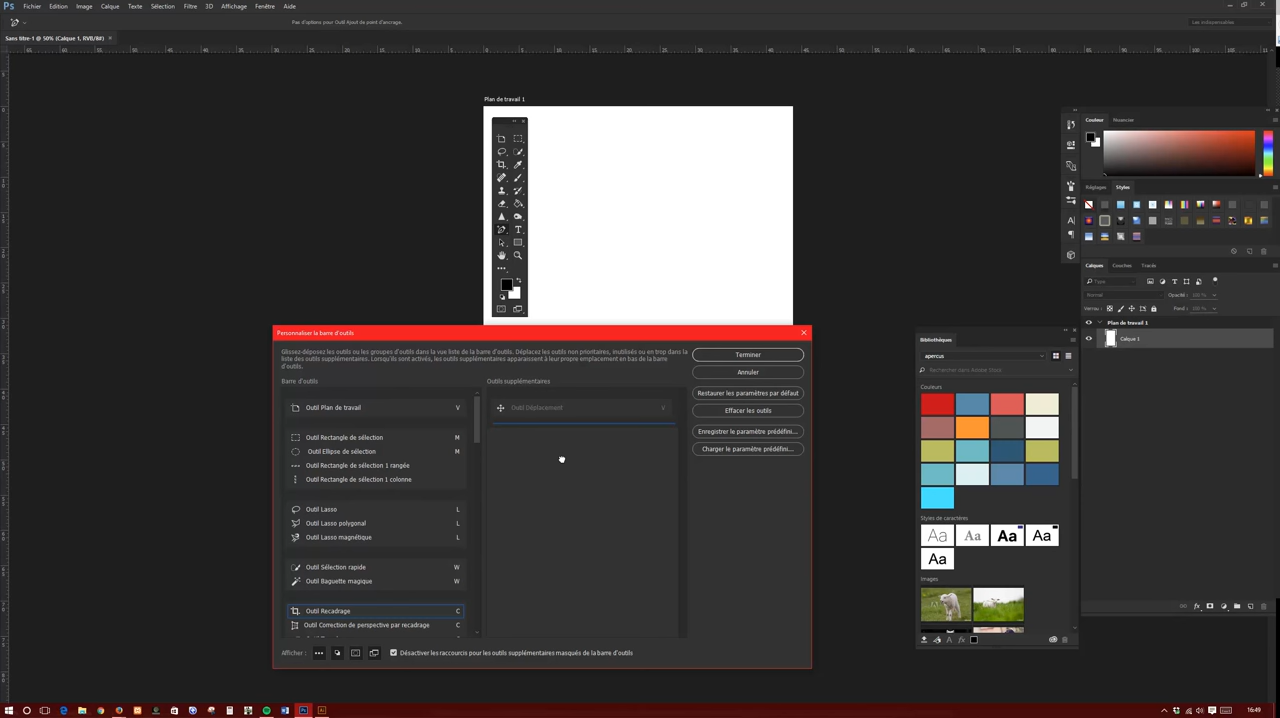 Ps Fichier Edition Image Calque Texte Sélection Filtre 3D Affichage Fenêtre Aide
Pas d'options pour Outil Ajout de point d'ancrage.
Les indispensables
Sans titre-1 @ 50% (Calque 1, RVB/8#) ×
Plan de travail 1
Couleur Nuancier
Réglages Styles
Calques Couches Tracés
Type
Normal Opacité : 100 %
Verrou : Fond : 100 %
Plan de travail 1
Calque 1
Personnaliser la barre d'outils
Glissez-déposez les outils ou les groupes d'outils dans la vue liste de la barre d'outils. Déplacez les outils non prioritaires, inutilisés ou en trop dans la
liste des outils supplémentaires. Lorsqu'ils sont activés, les outils supplémentaires apparaissent à leur propre emplacement en bas de la barre
d'outils.
Barre d'outils
Outils supplémentaires
Outil Plan de travail V
Outil Rectangle de sélection M
Outil Ellipse de sélection M
Outil Rectangle de sélection 1 rangée
Outil Rectangle de sélection 1 colonne
Outil Lasso L
Outil Lasso polygonal L
Outil Lasso magnétique L
Outil Sélection rapide W
Outil Baguette magique W
Outil Recadrage C
Outil Correction de perspective par recadrage C
Outil Déplacement V
Terminer
Annuler
Restaurer les paramètres par défaut
Effacer les outils
Enregistrer le paramètre prédéfini...
Charger le paramètre prédéfini...
Afficher :
Désactiver les raccourcis pour les outils supplémentaires masqués de la barre d'outils
Bibliothèques
apercus
Rechercher dans Adobe Stock
Couleurs
Styles de caractères
Aa Aa Aa Aa
Aa
Images
16:49